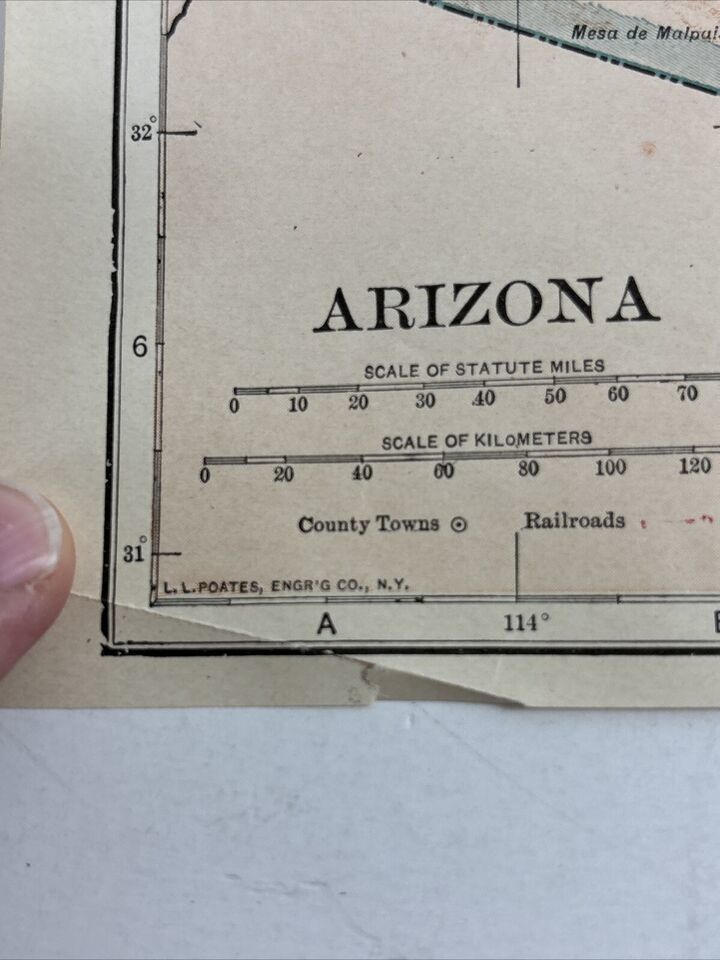 Mesa de Malpais
32°
ARIZONA
6
SCALE OF STATUTE MILES
0 10 20 30 40 50 60 70
SCALE OF KILOMETERS
0 20 40 60 80 100 120
County Towns Railroads
31°
L. L. POATES, ENGR'G CO., N.Y.
A 114°